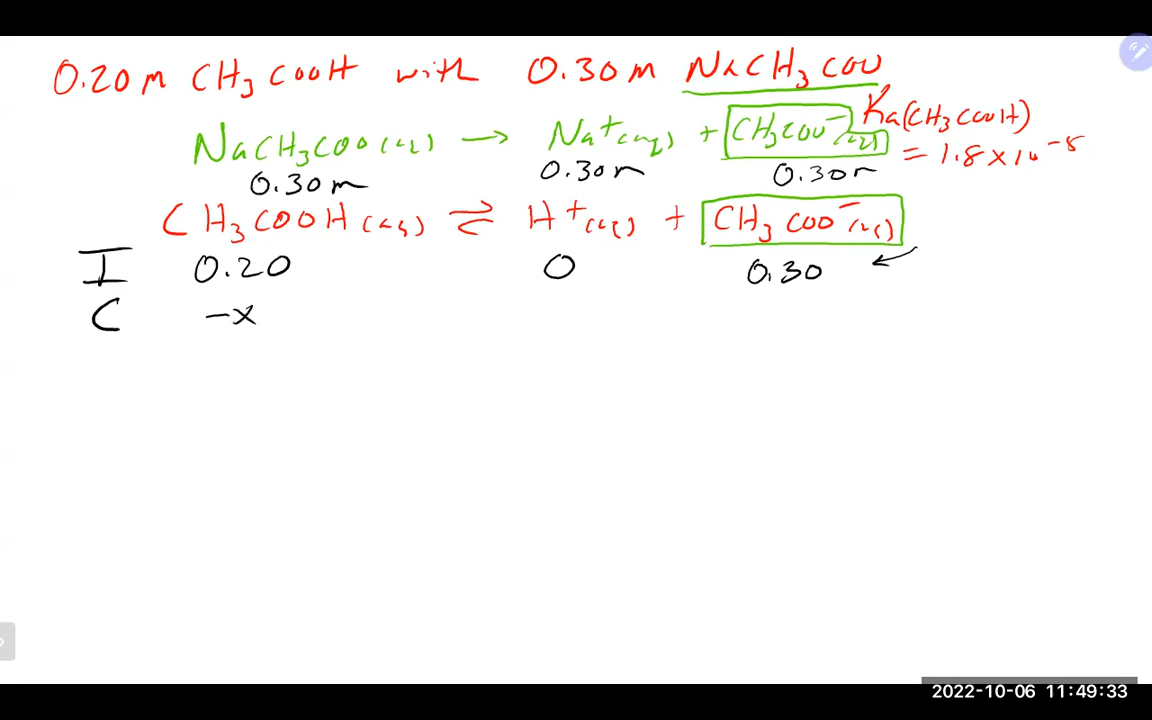 0.20 M CH₃COOH with 0.30 M NaCH₃COO
Ka(CH₃COOH)
NaCH₃COO(aq) → Na⁺(aq) + CH₃COO⁻(aq)
= 1.8 × 10⁻⁵
0.30 M 0.30 M 0.30 M
CH₃COOH(aq) ⇌ H⁺(aq) + CH₃COO⁻(aq)
I 0.20 0 0.30
C -x
2022-10-06 11:49:33